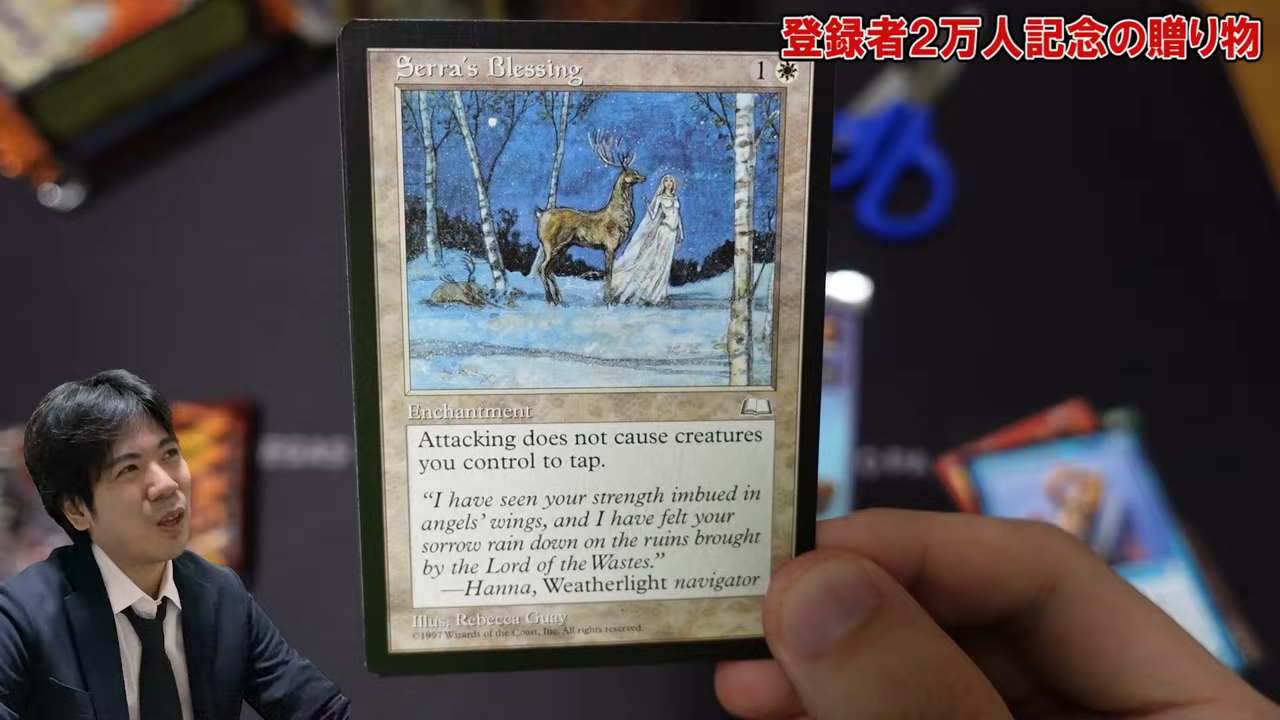 登録者2万人記念の贈り物
Serra's Blessing 1
Enchantment
Attacking does not cause creatures
you control to tap.
“I have seen your strength imbued in
angels’ wings, and I have felt your
sorrow rain down on the ruins brought
by the Lord of the Wastes.”
—Hanna, Weatherlight navigator
Illus. Rebecca Guay
©1997 Wizards of the Coast, Inc. All rights reserved.